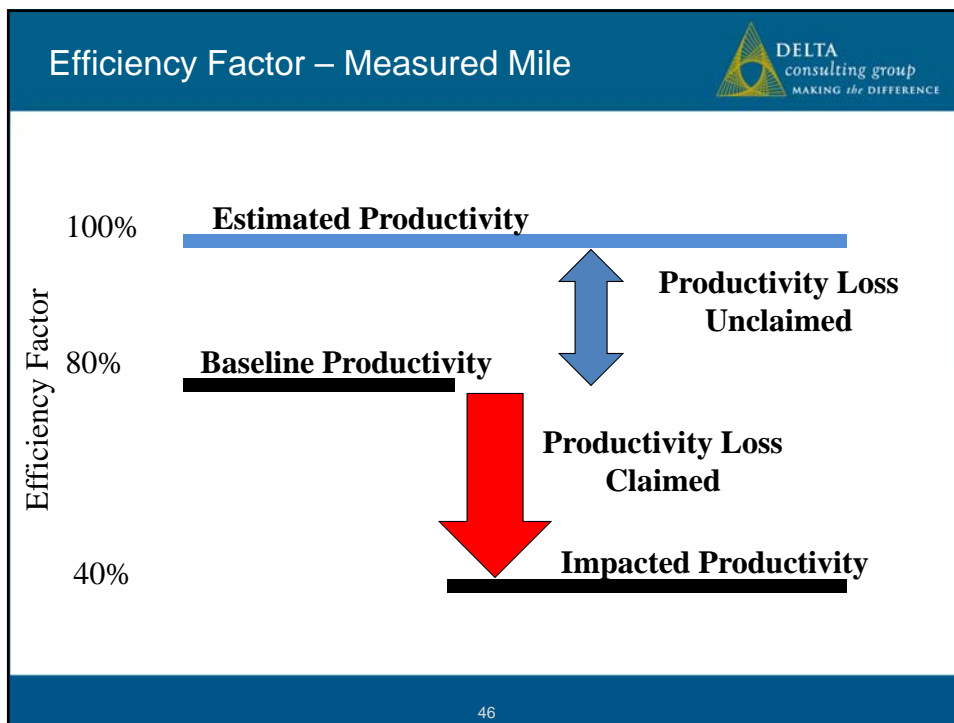 Efficiency Factor – Measured Mile
DELTA
consulting group
MAKING the DIFFERENCE
100%
Estimated Productivity
Productivity Loss
Unclaimed
80%
Baseline Productivity
Efficiency Factor
Productivity Loss
Claimed
40%
Impacted Productivity
46